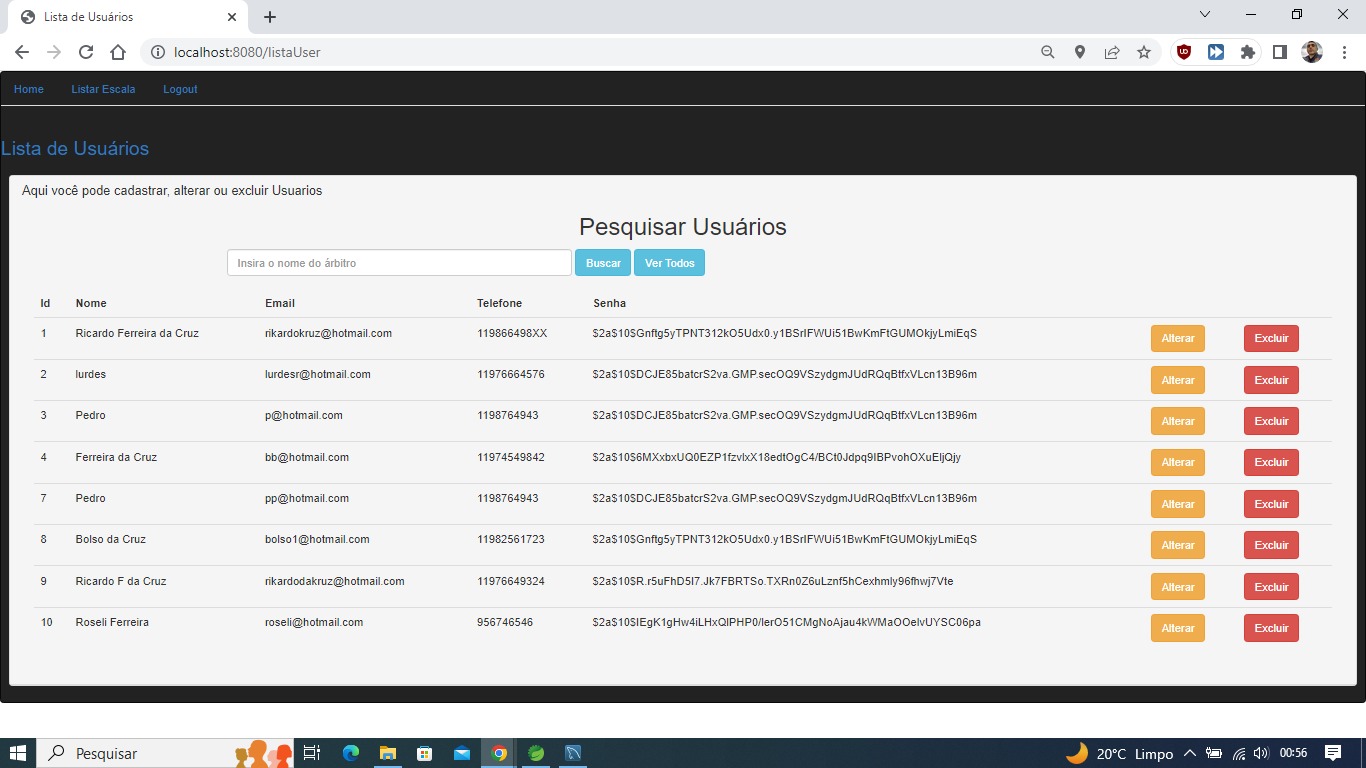 Lista de Usuários
localhost:8080/listaUser
Home Listar Escala Logout
Lista de Usuários
Aqui você pode cadastrar, alterar ou excluir Usuarios
Pesquisar Usuários
Insira o nome do árbitro Buscar Ver Todos
Id Nome Email Telefone Senha
1 Ricardo Ferreira da Cruz rikardokruz@hotmail.com 119866498XX $2a$10$Gnftg5yTPNT312kO5Udx0.y1BSrIFWUi51BwKmFtGUMOkjyLmiEqS Alterar Excluir
2 lurdes lurdesr@hotmail.com 11976664576 $2a$10$DCJE85batcrS2va.GMP.secOQ9VSzydgmJUdRQqBtfxVLcn13B96m Alterar Excluir
3 Pedro p@hotmail.com 1198764943 $2a$10$DCJE85batcrS2va.GMP.secOQ9VSzydgmJUdRQqBtfxVLcn13B96m Alterar Excluir
4 Ferreira da Cruz bb@hotmail.com 11974549842 $2a$10$6MXxbxUQ0EZP1fzvIxX18edtOgC4/BCt0Jdpq9IBPvohOXuEIjQjy Alterar Excluir
7 Pedro pp@hotmail.com 1198764943 $2a$10$DCJE85batcrS2va.GMP.secOQ9VSzydgmJUdRQqBtfxVLcn13B96m Alterar Excluir
8 Bolso da Cruz bolso1@hotmail.com 11982561723 $2a$10$Gnftg5yTPNT312kO5Udx0.y1BSrIFWUi51BwKmFtGUMOkjyLmiEqS Alterar Excluir
9 Ricardo F da Cruz rikardodakruz@hotmail.com 11976649324 $2a$10$R.r5uFhD5I7.Jk7FBRTSo.TXRn0Z6uLznf5hCexhmly96fhwj7Vte Alterar Excluir
10 Roseli Ferreira roseli@hotmail.com 956746546 $2a$10$IEgK1gHw4iLHxQIPHP0/IerO51CMgNoAjau4kWMaOOelvUYSC06pa Alterar Excluir
Pesquisar 20°C Limpo 00:56